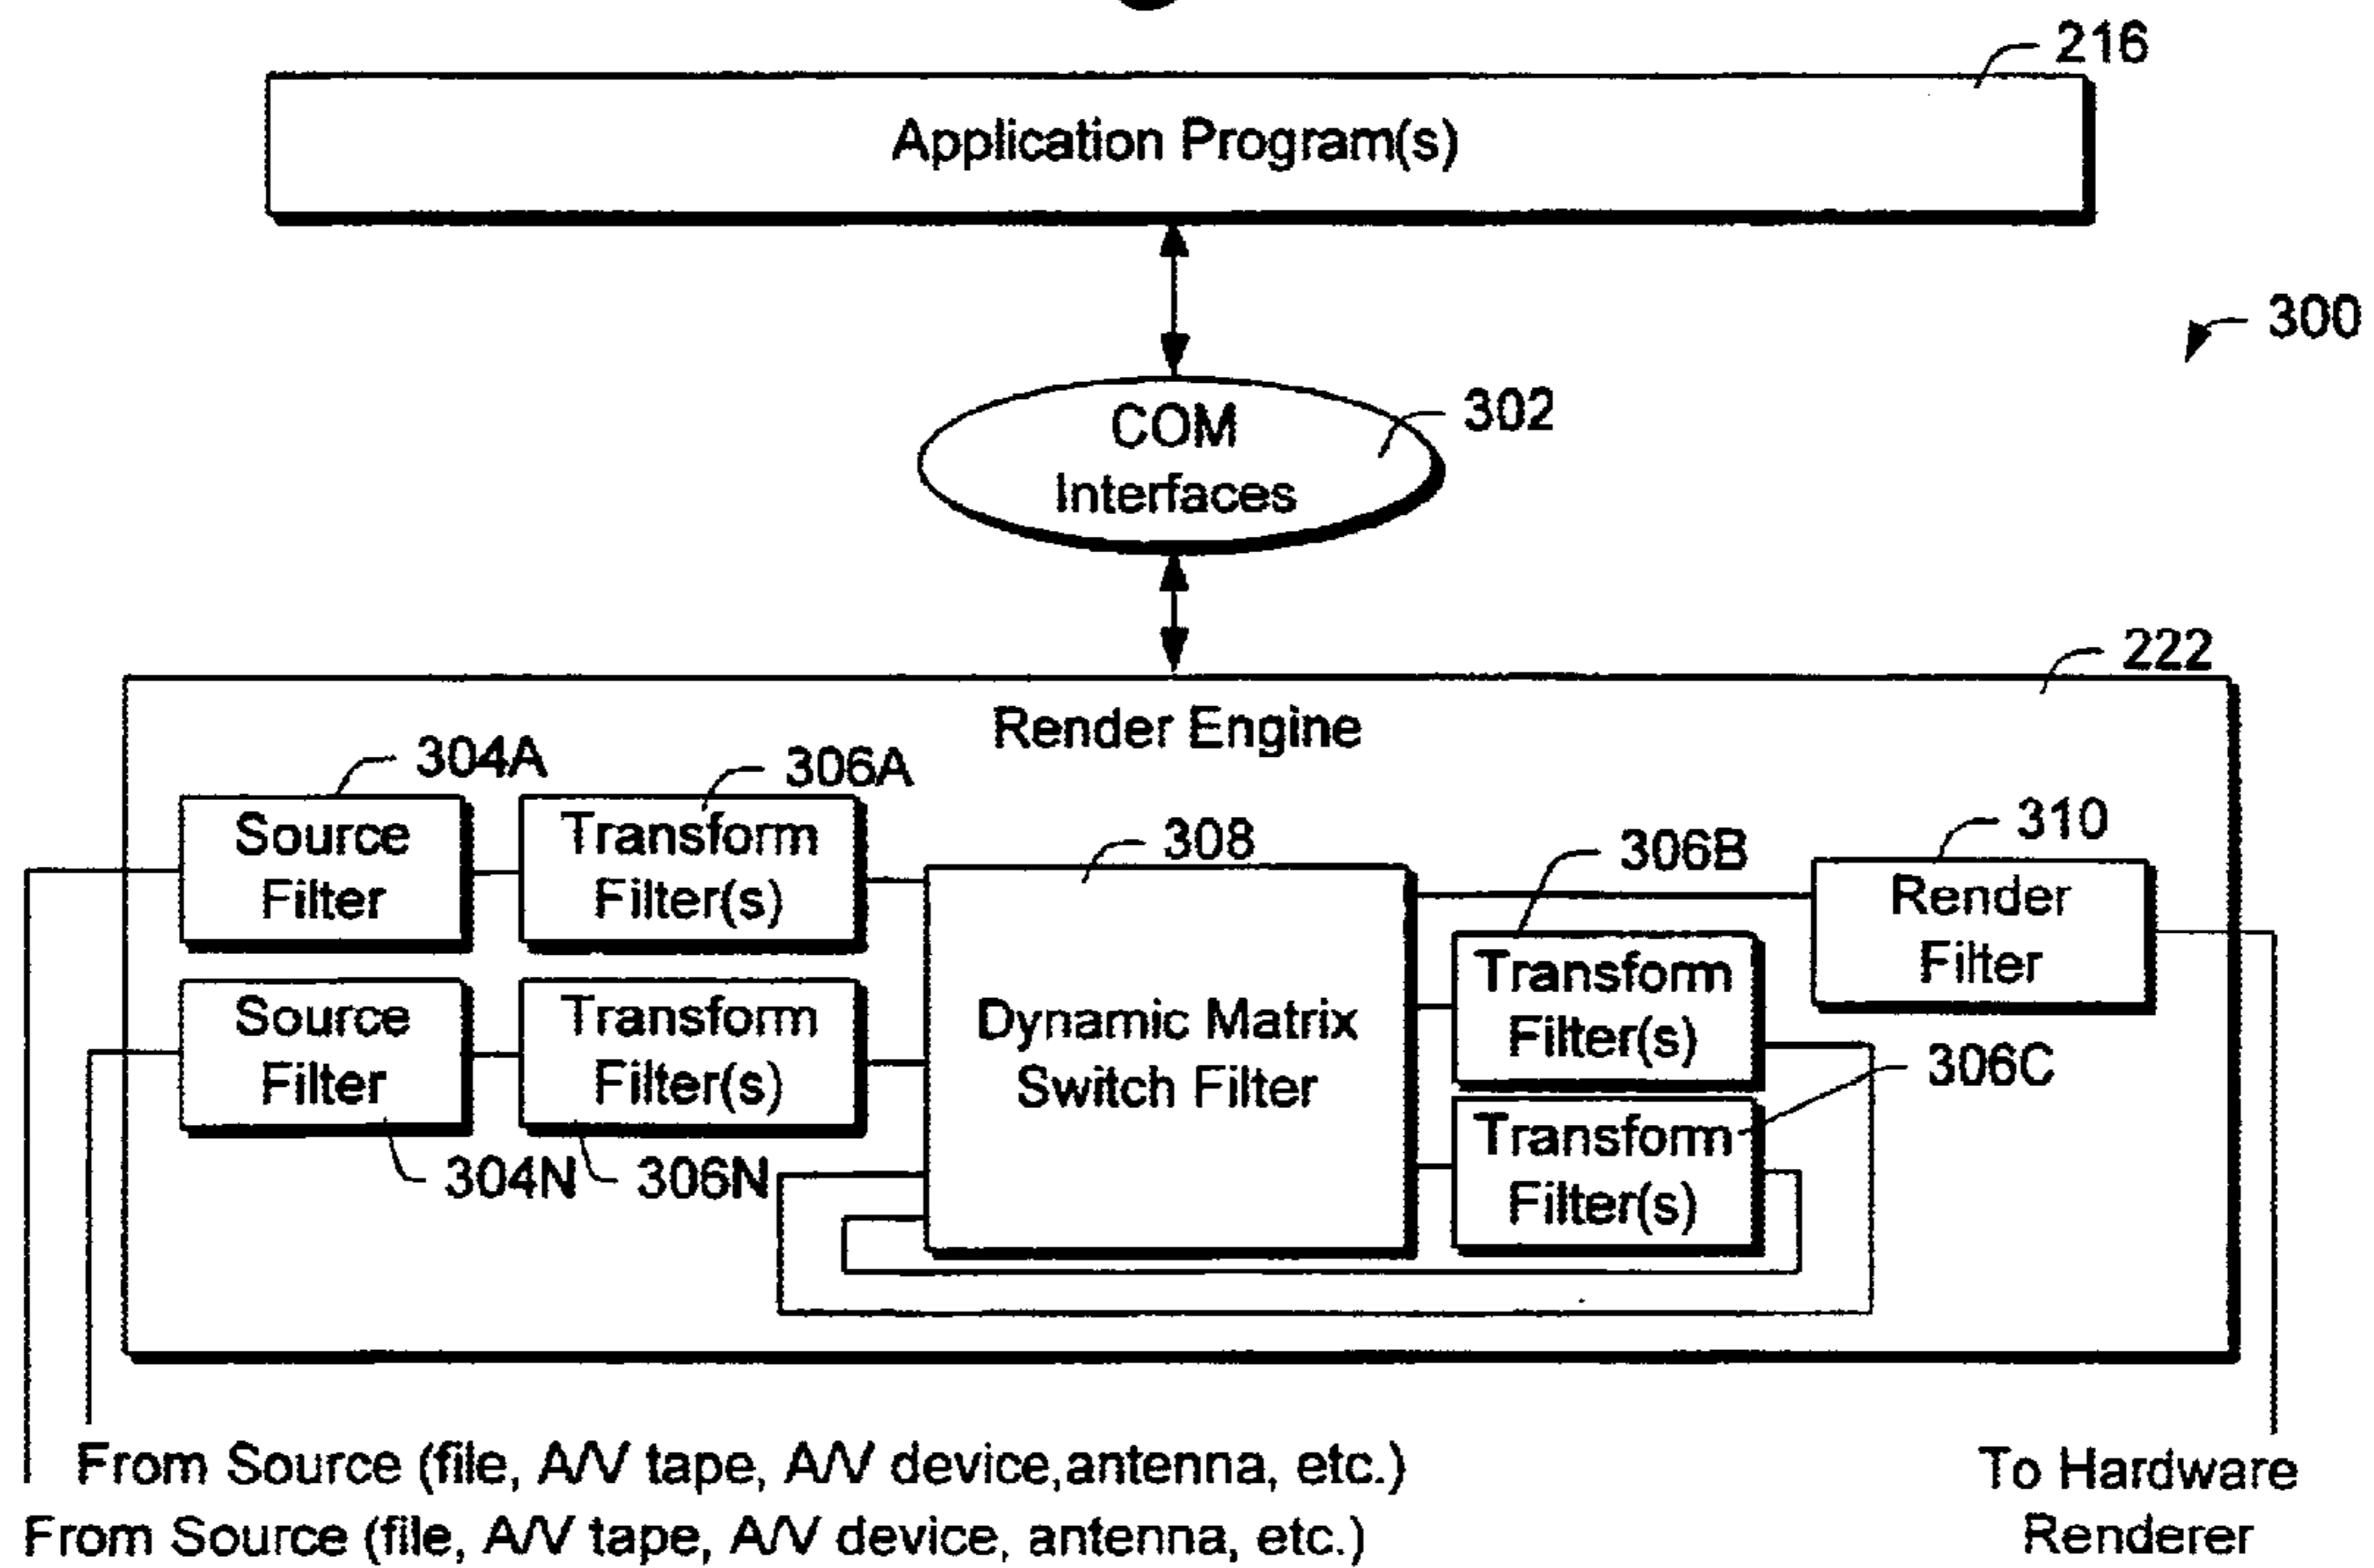 216
Application Program(s)
300
COM
Interfaces
302
222
Render Engine
304A
306A
Source
Filter
Transform
Filter(s)
308
306B
310
Render
Filter
Source
Filter
Transform
Filter(s)
Dynamic Matrix
Switch Filter
Transform
Filter(s)
306C
Transform
Filter(s)
304N
306N
From Source (file, A/V tape, A/V device,antenna, etc.)
From Source (file, A/V tape, A/V device, antenna, etc.)
To Hardware
Renderer